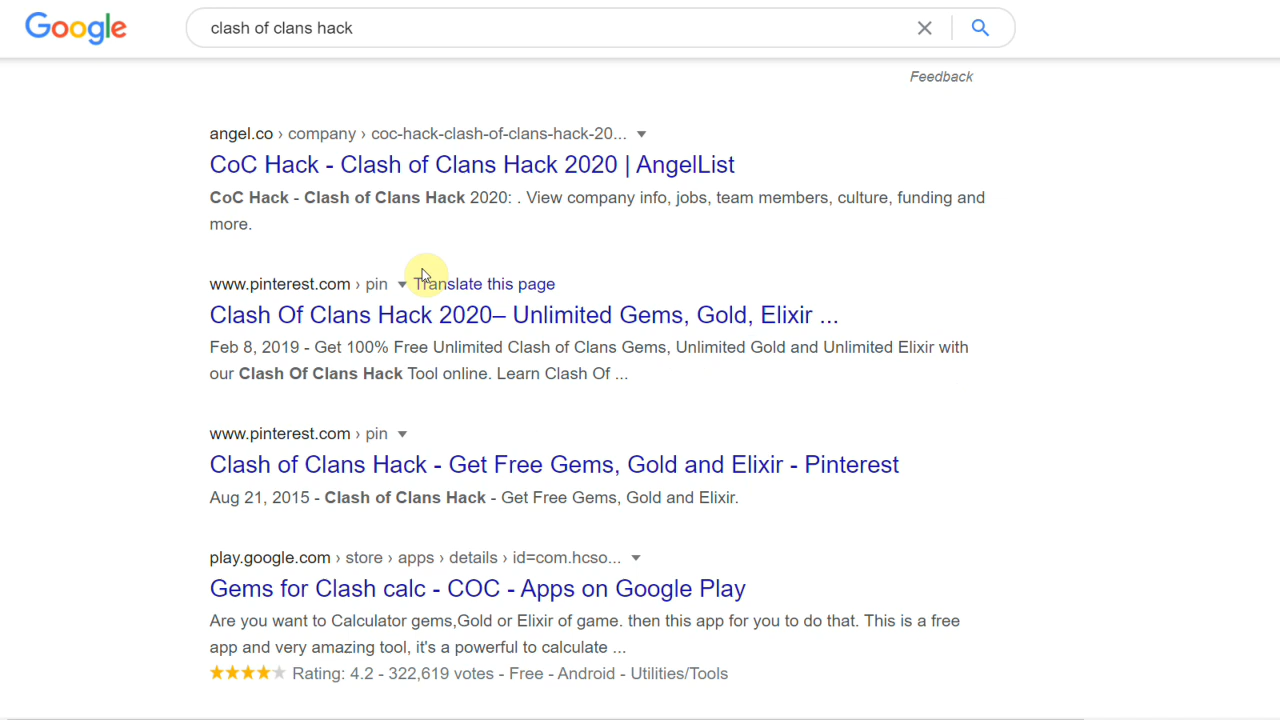 Google
clash of clans hack
Feedback
angel.co › company › coc-hack-clash-of-clans-hack-20...
CoC Hack - Clash of Clans Hack 2020 | AngelList
CoC Hack - Clash of Clans Hack 2020: . View company info, jobs, team members, culture, funding and
more.
www.pinterest.com › pin Translate this page
Clash Of Clans Hack 2020– Unlimited Gems, Gold, Elixir ...
Feb 8, 2019 - Get 100% Free Unlimited Clash of Clans Gems, Unlimited Gold and Unlimited Elixir with
our Clash Of Clans Hack Tool online. Learn Clash Of ...
www.pinterest.com › pin
Clash of Clans Hack - Get Free Gems, Gold and Elixir - Pinterest
Aug 21, 2015 - Clash of Clans Hack - Get Free Gems, Gold and Elixir.
play.google.com › store › apps › details › id=com.hcso...
Gems for Clash calc - COC - Apps on Google Play
Are you want to Calculator gems,Gold or Elixir of game. then this app for you to do that. This is a free
app and very amazing tool, it's a powerful to calculate ...
Rating: 4.2 - 322,619 votes - Free - Android - Utilities/Tools